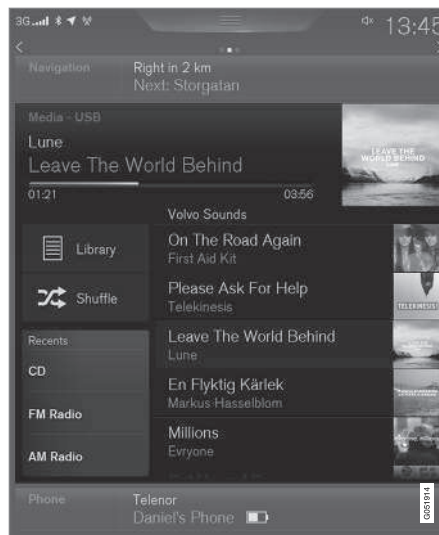 3G 13:45
Navigation
Right in 2 km
Next: Storgatan
Media - USB
Lune
Leave The World Behind
01:21 03:56
LEAVE THE
WORLD BEHIND
Volvo Sounds
Library
Shuffle
On The Road Again
First Aid Kit
Please Ask For Help
Telekinesis
TELEKINESIS!
Leave The World Behind
Lune
En Flyktig Kärlek
Markus Hasselblom
Millions
Evryone
Recents
CD
FM Radio
AM Radio
Phone
Telenor
Daniel's Phone
G051914